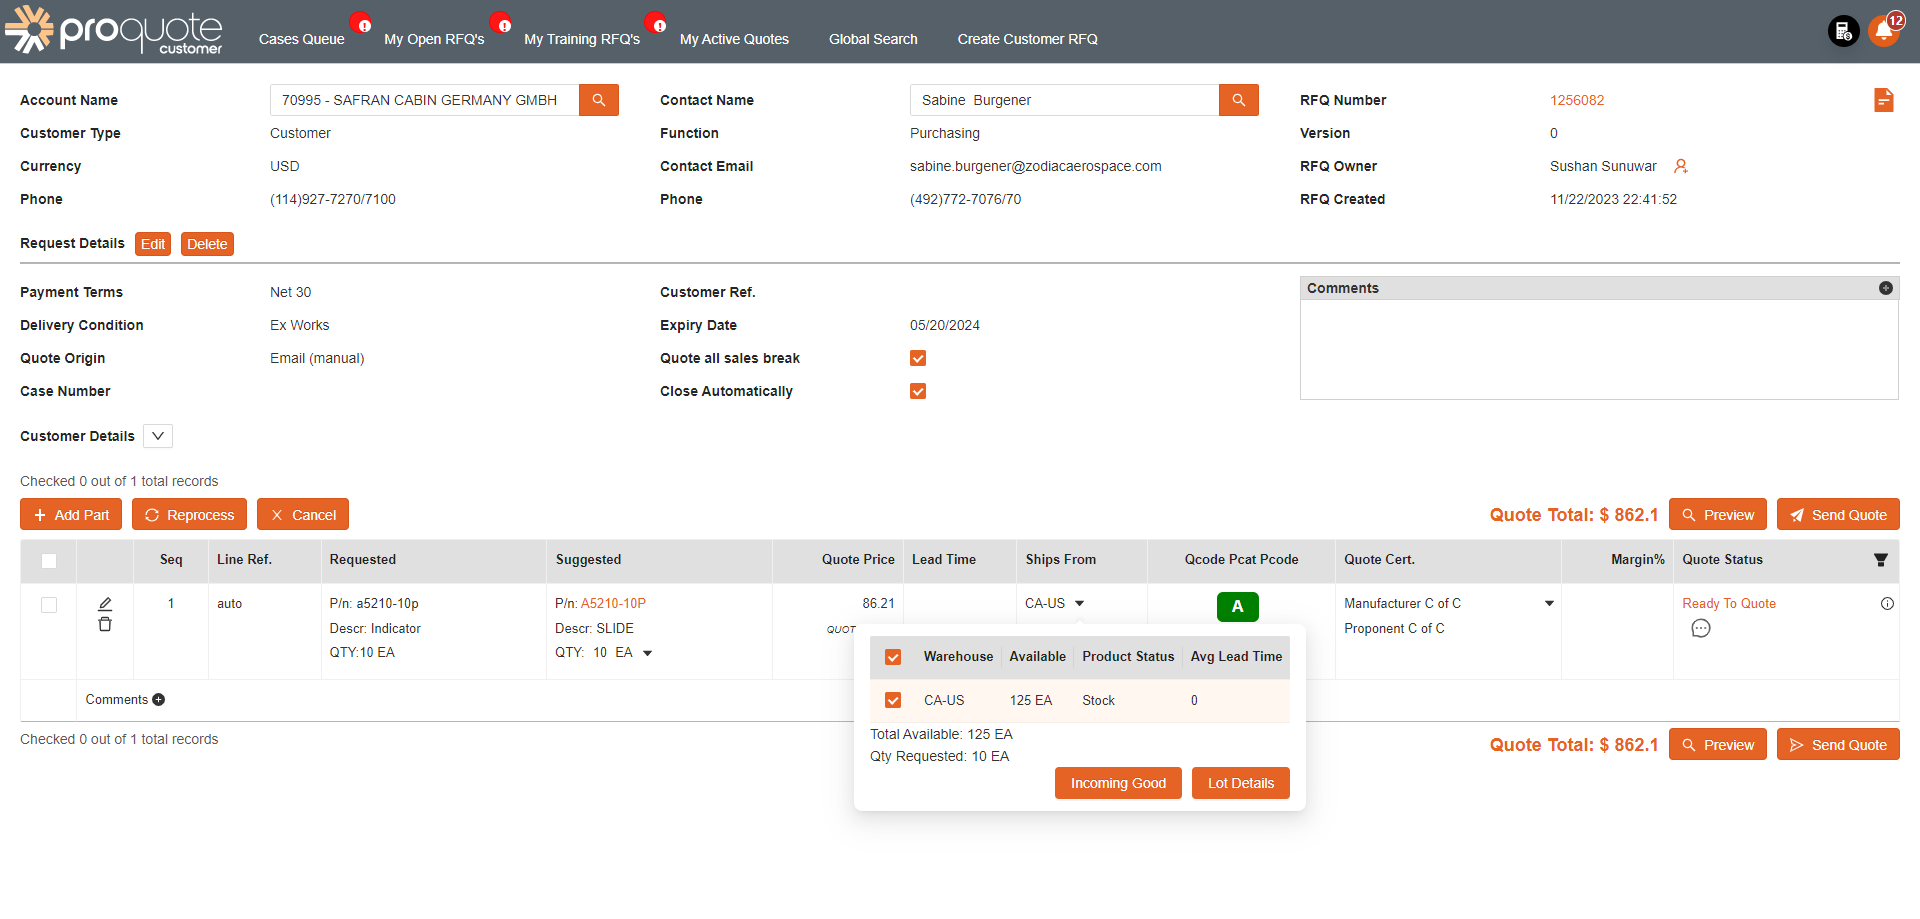 proquote
customer
Cases Queue
My Open RFQ's
My Training RFQ's
My Active Quotes
Global Search
Create Customer RFQ
12
Account Name
70995 - SAFRAN CABIN GERMANY GMBH
Contact Name
Sabine  Burgener
RFQ Number
1256082
Customer Type
Customer
Function
Purchasing
Version
0
Currency
USD
Contact Email
sabine.burgener@zodiacaerospace.com
RFQ Owner
Sushan Sunuwar
Phone
(114)927-7270/7100
Phone
(492)772-7076/70
RFQ Created
11/22/2023 22:41:52
Request Details
Edit
Delete
Payment Terms
Net 30
Customer Ref.
Comments
Delivery Condition
Ex Works
Expiry Date
05/20/2024
Quote Origin
Email (manual)
Quote all sales break
Case Number
Close Automatically
Customer Details
Checked 0 out of 1 total records
Add Part
Reprocess
Cancel
Quote Total: $ 862.1
Preview
Send Quote
Seq
Line Ref.
Requested
Suggested
Quote Price
Lead Time
Ships From
Qcode Pcat Pcode
Quote Cert.
Margin%
Quote Status
1
auto
P/n: a5210-10p
Descr: Indicator
QTY:10 EA
P/n: A5210-10P
Descr: SLIDE
QTY: 10 EA
86.21
QUOT
CA-US
A
Manufacturer C of C
Proponent C of C
Ready To Quote
Warehouse
Available
Product Status
Avg Lead Time
CA-US
125 EA
Stock
0
Total Available: 125 EA
Qty Requested: 10 EA
Incoming Good
Lot Details
Comments
Checked 0 out of 1 total records
Quote Total: $ 862.1
Preview
Send Quote